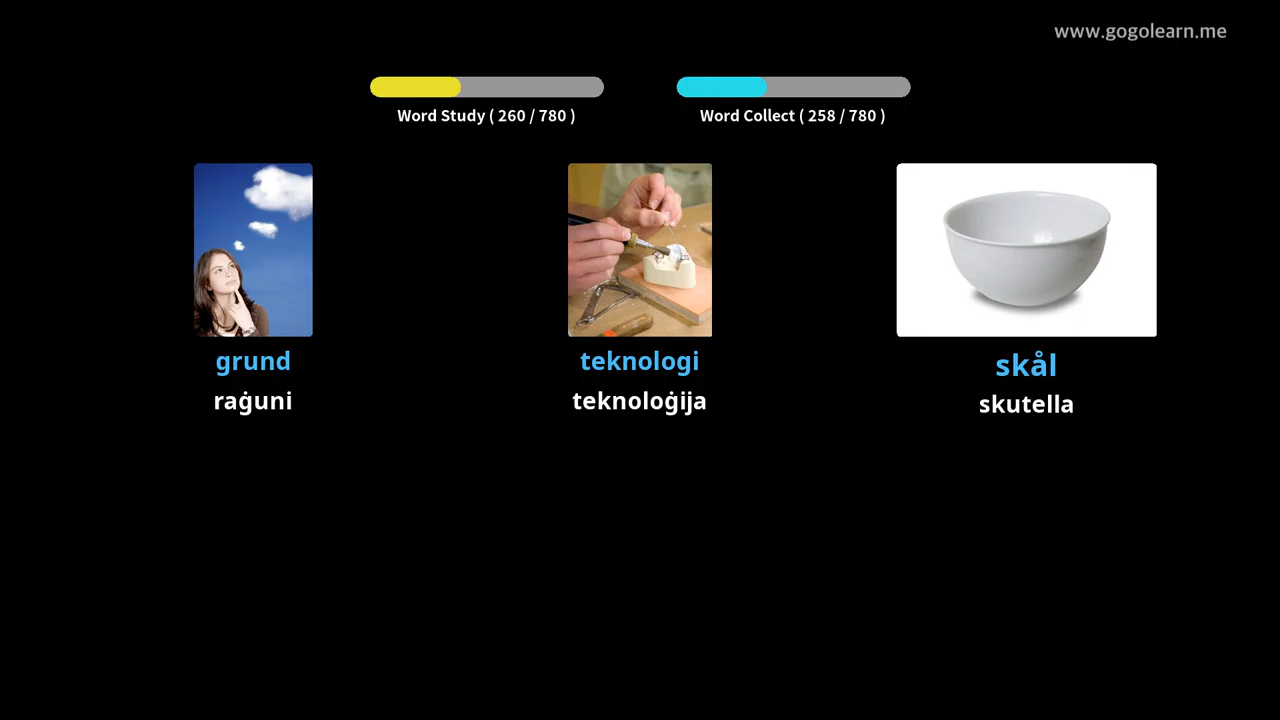 www.gogolearn.me
Word Study ( 260 / 780 )
Word Collect ( 258 / 780 )
grund
teknologi
skål
raġuni
teknoloġija
skutella